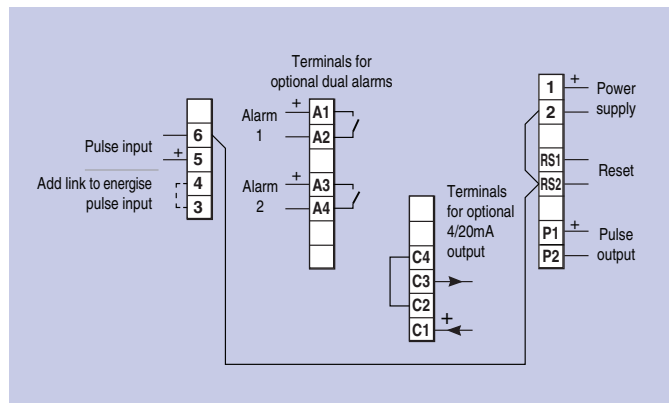 Terminals for
optional dual alarms
6
5
4
3
Pulse input
+
Add link to energise
pulse input
Alarm
1
+
A1
A2
Alarm
2
+
A3
A4
Terminals
for optional
4/20mA
output
C4
C3
C2
C1
+
1
2
+
Power
supply
RS1
RS2
Reset
P1
P2
+
Pulse
output